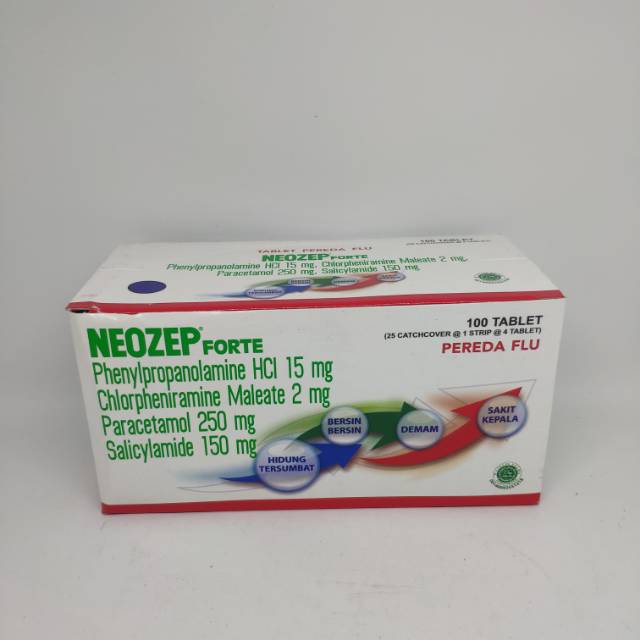 TABLET PEREDA FLU
NEOZEP FORTE
Phenylpropanolamine HCl 15 mg, Chlorpheniramine Maleate 2 mg,
Paracetamol 250 mg, Salicylamide 150 mg
100 TABLET
NEOZEP® FORTE
Phenylpropanolamine HCl 15 mg
Chlorpheniramine Maleate 2 mg
Paracetamol 250 mg
Salicylamide 150 mg
100 TABLET
(25 CATCHCOVER @ 1 STRIP @ 4 TABLET)
PEREDA FLU
HIDUNG
TERSUMBAT
BERSIN
BERSIN
DEMAM
SAKIT
KEPALA